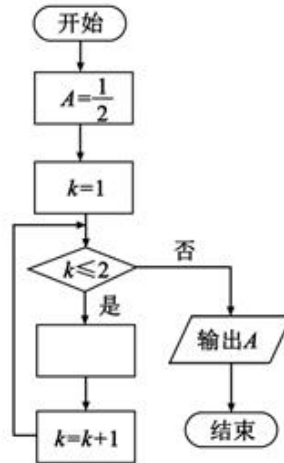 开始
A=1/2
k=1
k≤2
否
是
输出A
k=k+1
结束